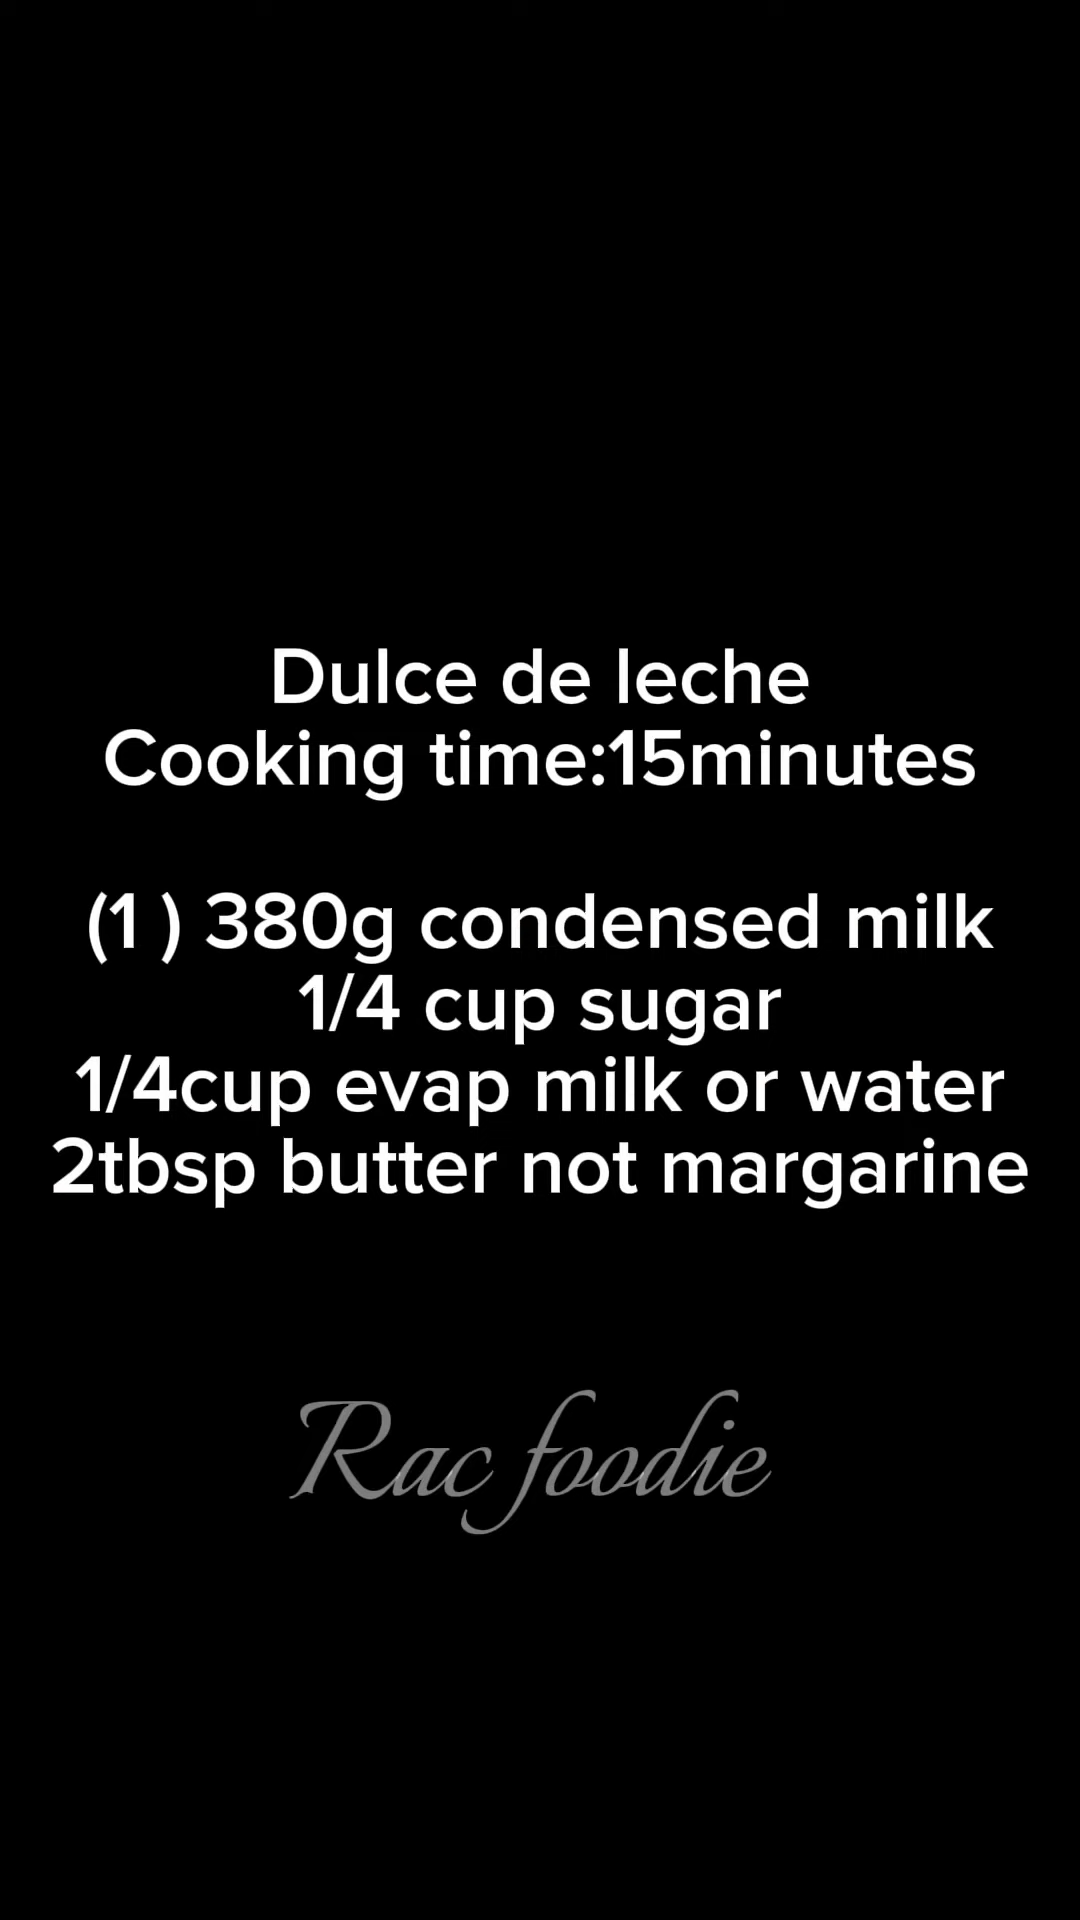 Dulce de leche
Cooking time:15minutes
(1 ) 380g condensed milk
1/4 cup sugar
1/4cup evap milk or water
2tbsp butter not margarine
Rac foodie